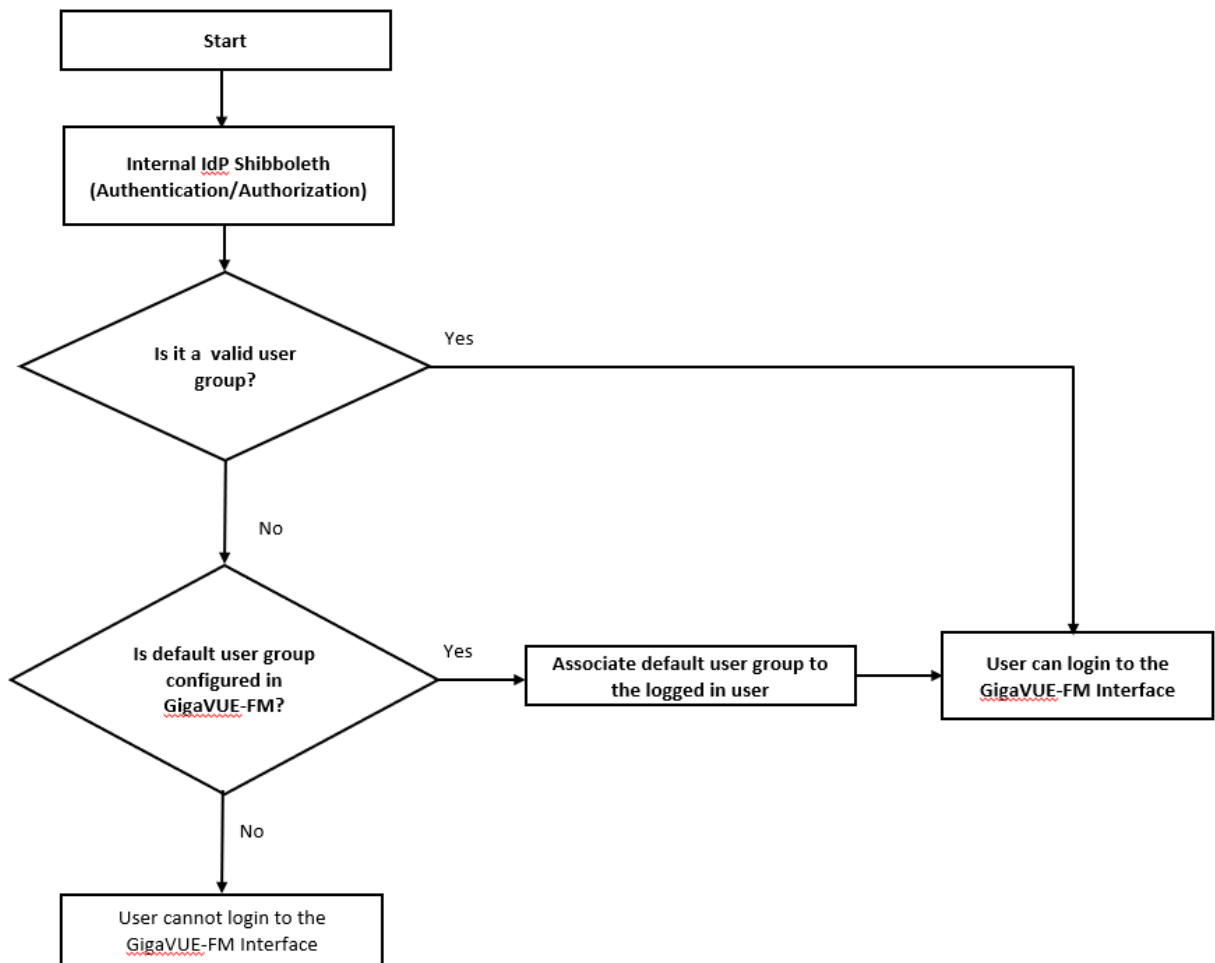 Start
Internal IdP Shibboleth
(Authentication/Authorization)
Is it a valid user
group?
Yes
No
Is default user group
configured in
GigaVUE-FM?
Yes
Associate default user group to
the logged in user
User can login to the
GigaVUE-FM Interface
No
User cannot login to the
GigaVUE-FM Interface